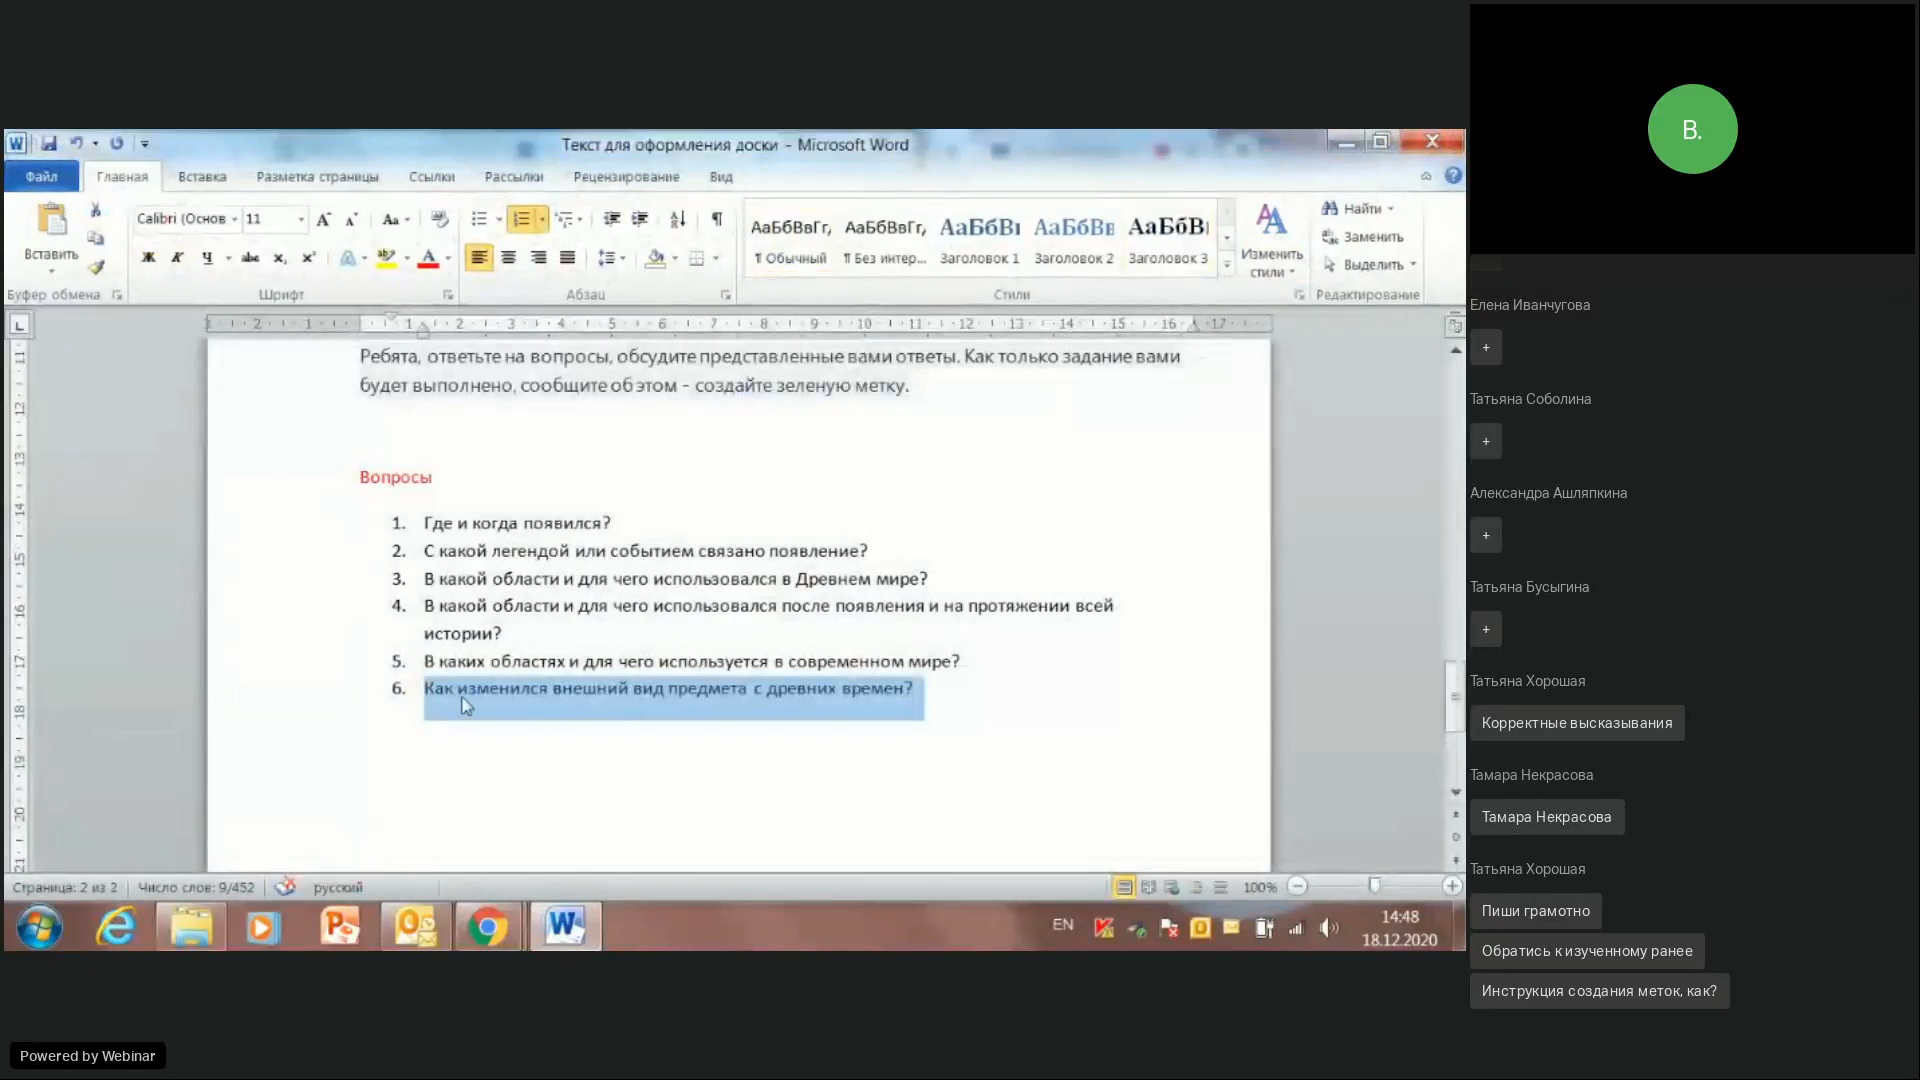 Текст для оформления доски - Microsoft Word
Файл Главная Вставка Разметка страницы Ссылки Рассылки Рецензирование Вид
Вставить
Calibri (Основ 11
АаБбВвГг, АаБбВвГг, АаБбВı АаБбВв АаБбВ
¶ Обычный ¶ Без интер... Заголовок 1 Заголовок 2 Заголовок 3
Изменить стили
Найти
Заменить
Выделить
Буфер обмена Шрифт Абзац Стили Редактирование
Ребята, ответьте на вопросы, обсудите представленные вами ответы. Как только задание вами
будет выполнено, сообщите об этом - создайте зеленую метку.
Вопросы
1. Где и когда появился?
2. С какой легендой или событием связано появление?
3. В какой области и для чего использовался в Древнем мире?
4. В какой области и для чего использовался после появления и на протяжении всей
истории?
5. В каких областях и для чего используется в современном мире?
6. Как изменился внешний вид предмета с древних времен?
Страница: 2 из 2 Число слов: 9/452 русский 100%
EN 14:48
18.12.2020
Powered by Webinar
В.
Елена Иванчугова
+
Татьяна Соболина
+
Александра Ашляпкина
+
Татьяна Бусыгина
+
Татьяна Хорошая
Корректные высказывания
Тамара Некрасова
Тамара Некрасова
Татьяна Хорошая
Пиши грамотно
Обратись к изученному ранее
Инструкция создания меток, как?